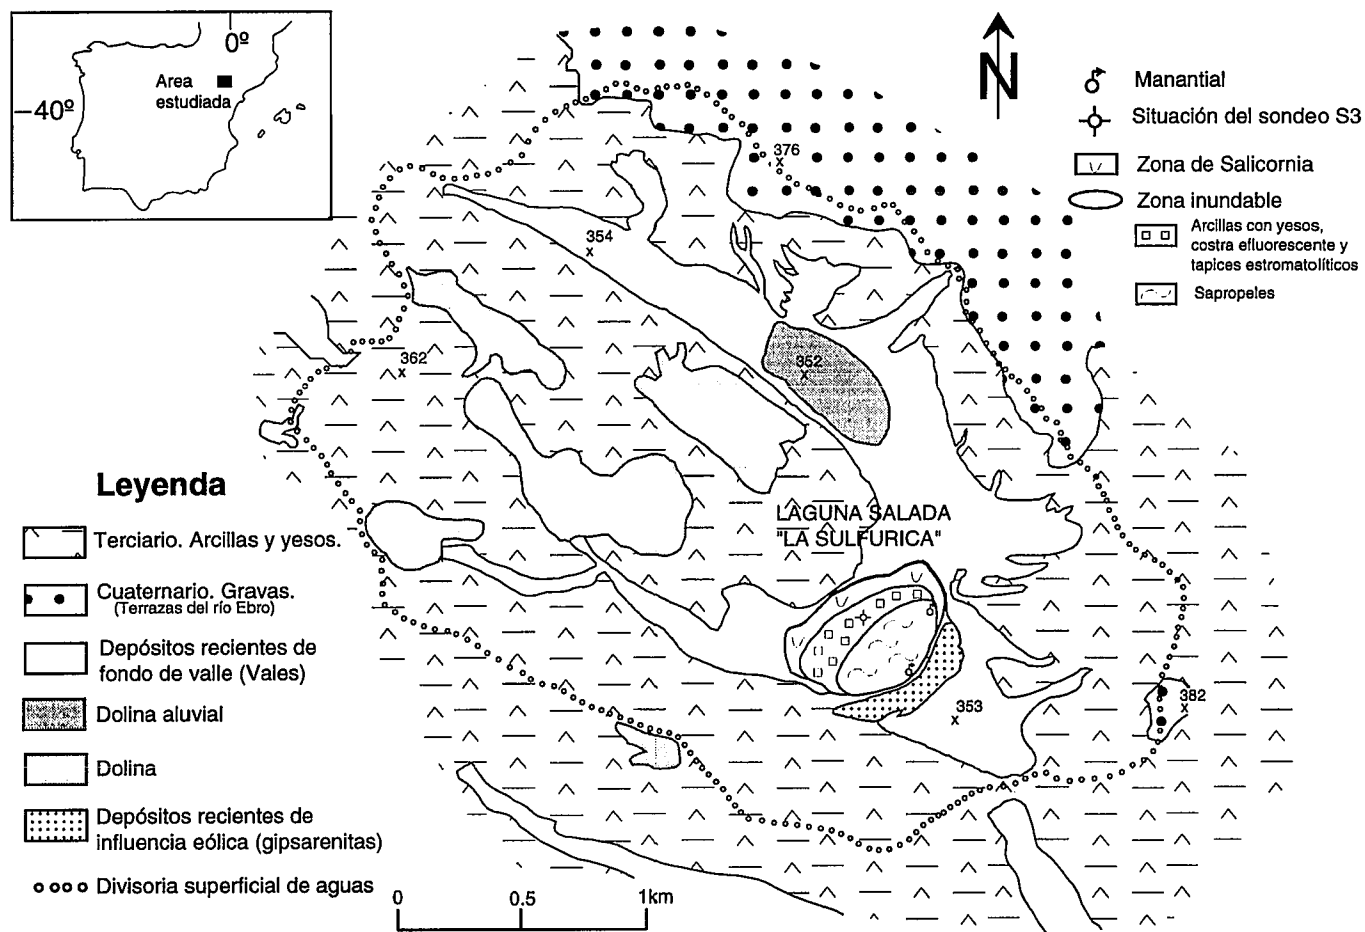 0º
Area
estudiada
40º
N
Manantial
Situación del sondeo S3
Zona de Salicornia
Zona inundable
Arcillas con yesos,
costra efluorescente y
tapices estromatolíticos
Sapropeles
376
354
362
352
LAGUNA SALADA
"LA SULFURICA"
353
382
Leyenda
Terciario. Arcillas y yesos.
Cuaternario. Gravas.
(Terrazas del río Ebro)
Depósitos recientes de
fondo de valle (Vales)
Dolina aluvial
Dolina
Depósitos recientes de
influencia eólica (gipsarenitas)
Divisoria superficial de aguas
0 0.5 1km